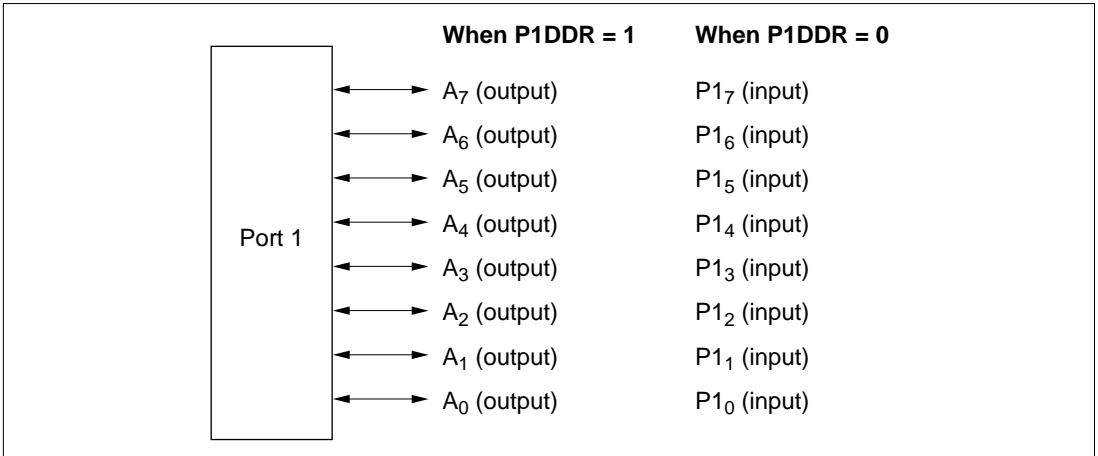 When P1DDR = 1 When P1DDR = 0
A7 (output) P17 (input)
A6 (output) P16 (input)
A5 (output) P15 (input)
Port 1 A4 (output) P14 (input)
A3 (output) P13 (input)
A2 (output) P12 (input)
A1 (output) P11 (input)
A0 (output) P10 (input)